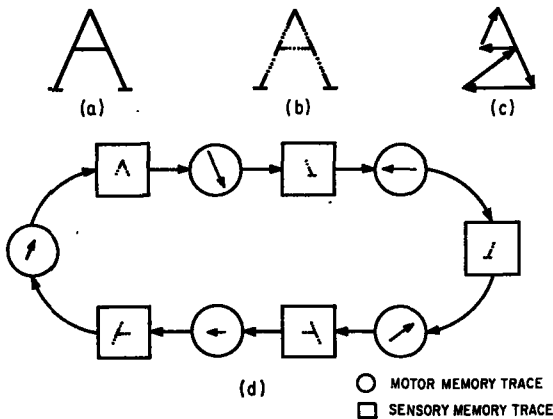 A
(a)
(b)
(c)
(d)
MOTOR MEMORY TRACE
SENSORY MEMORY TRACE